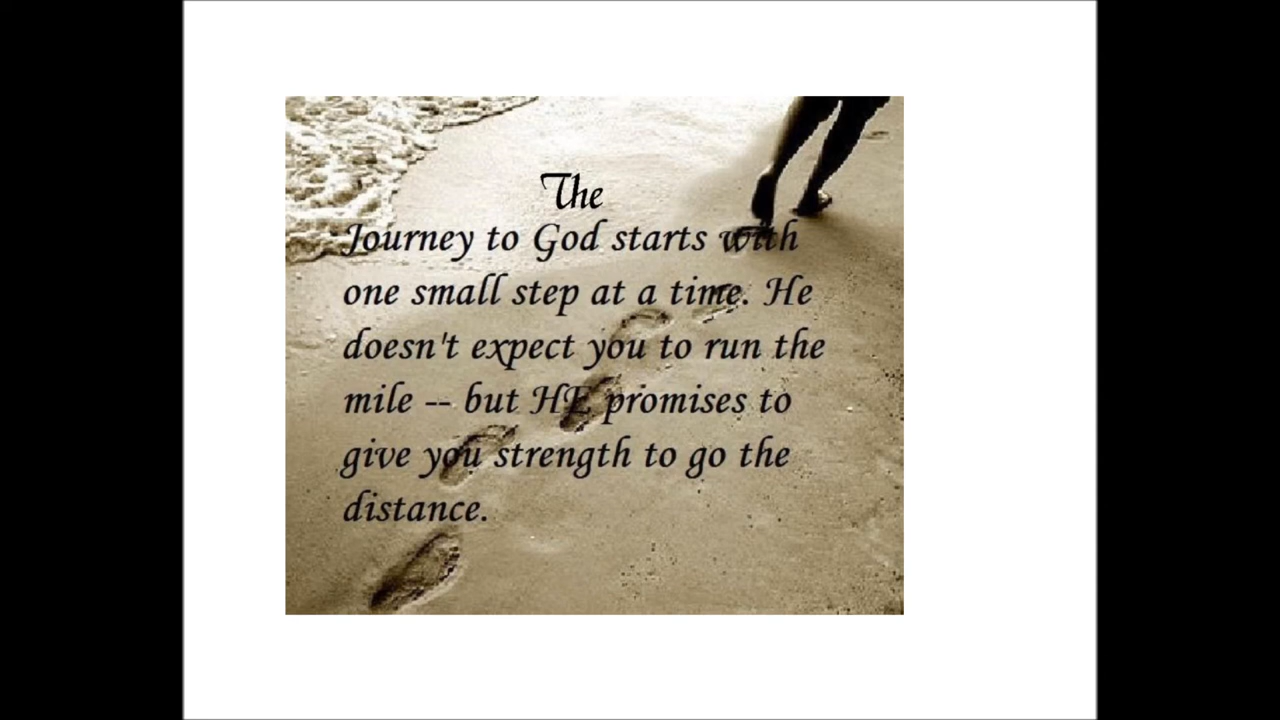 The
Journey to God starts with
one small step at a time. He
doesn't expect you to run the
mile -- but HE promises to
give you strength to go the
distance.